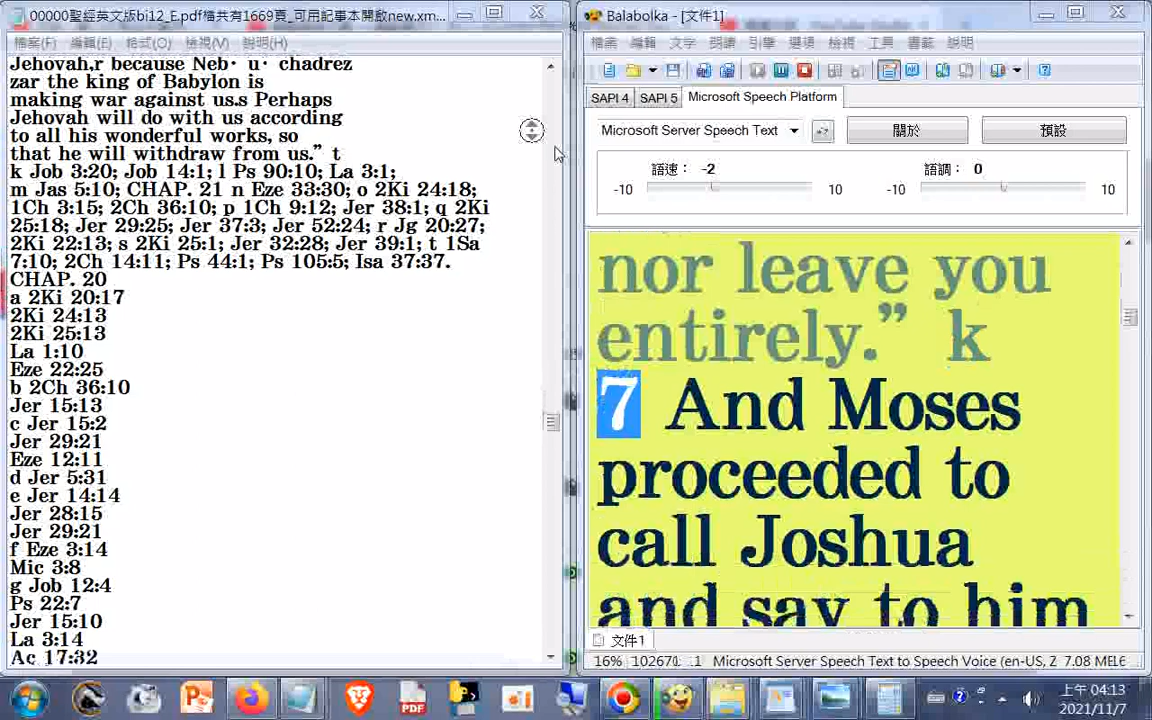 00000聖經英文版bi12_E.pdf檔共有1669頁_可用記事本開啟new.xm...
檔案(F) 編輯(E) 格式(O) 檢視(V) 說明(H)
Jehovah,r because Neb· u· chadrez
zar the king of Babylon is
making war against us.s Perhaps
Jehovah will do with us according
to all his wonderful works, so
that he will withdraw from us.” t
k Job 3:20; Job 14:1; l Ps 90:10; La 3:1;
m Jas 5:10; CHAP. 21 n Eze 33:30; o 2Ki 24:18;
1Ch 3:15; 2Ch 36:10; p 1Ch 9:12; Jer 38:1; q 2Ki
25:18; Jer 29:25; Jer 37:3; Jer 52:24; r Jg 20:27;
2Ki 22:13; s 2Ki 25:1; Jer 32:28; Jer 39:1; t 1Sa
7:10; 2Ch 14:11; Ps 44:1; Ps 105:5; Isa 37:37.
CHAP. 20
a 2Ki 20:17
2Ki 24:13
2Ki 25:13
La 1:10
Eze 22:25
b 2Ch 36:10
Jer 15:13
c Jer 15:2
Jer 29:21
Eze 12:11
d Jer 5:31
e Jer 14:14
Jer 28:15
Jer 29:21
f Eze 3:14
Mic 3:8
g Job 12:4
Ps 22:7
Jer 15:10
La 3:14
Ac 17:32
Balabolka - [文件1]
檔案 編輯 文字 朗讀 引擎 選項 檢視 工具 書籤 說明
SAPI 4 SAPI 5 Microsoft Speech Platform
Microsoft Server Speech Text 關於 預設
語速： -2 語調： 0
-10 10 -10 10
nor leave you
entirely.” k
7 And Moses
proceeded to
call Joshua
and say to him
文件1
16% Microsoft Server Speech Text to Speech Voice (en-US, 
PDF
上午 04:13
2021/11/7